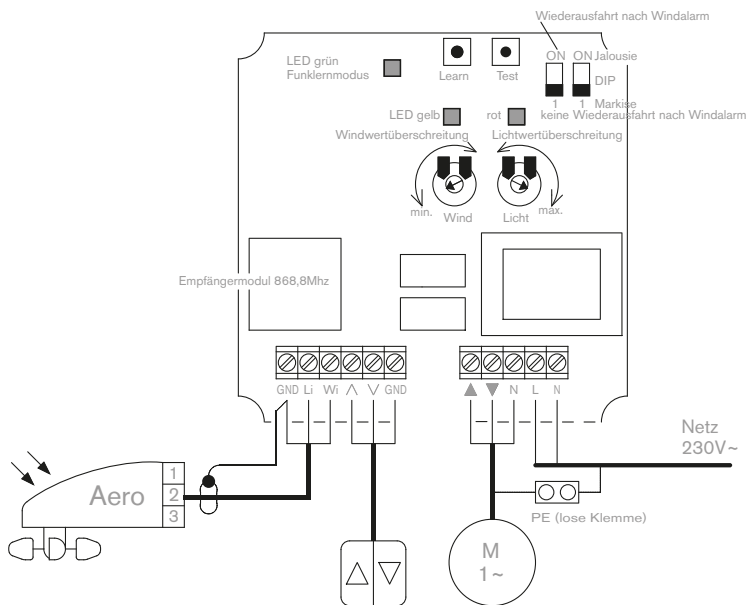 Wiederausfahrt nach Windalarm
LED grün
Funklernmodus
Learn
Test
ON
ON
Jalousie
DIP
1
1
Markise
LED gelb
rot
keine Wiederausfahrt nach Windalarm
Windwertüberschreitung
Lichtwertüberschreitung
min.
Wind
Licht
max.
Empfängermodul 868,8Mhz
GND Li Wi ⋀ ⋁ GND
▲ ▼ N L N
Netz
230V~
1
Aero
2
3
PE (lose Klemme)
M
1~